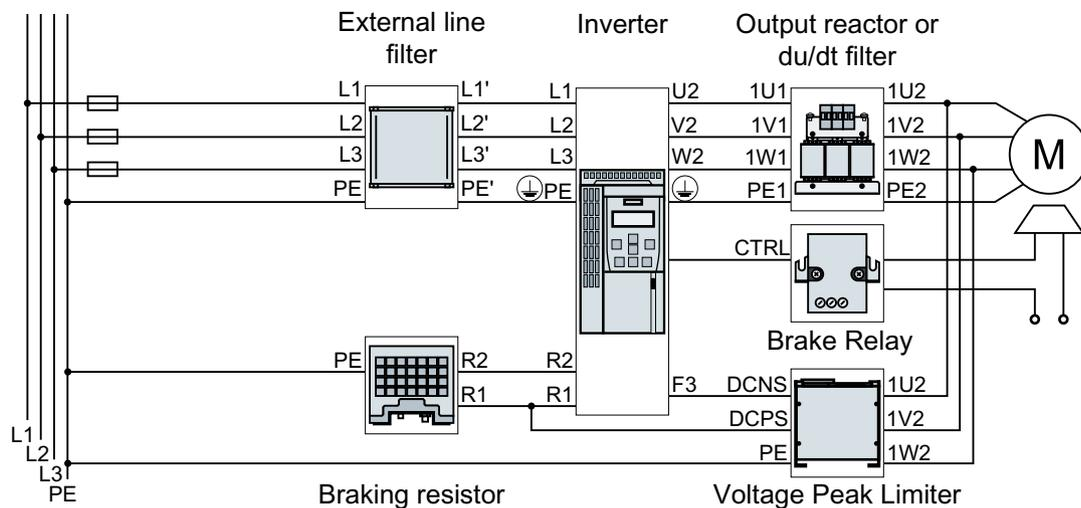 External line
filter
Inverter
Output reactor or
du/dt filter
L1 L1' L1 U2 1U1 1U2
L2 L2' L2 V2 1V1 1V2
L3 L3' L3 W2 1W1 1W2
PE PE' PE PE1 PE2
M
CTRL
Brake Relay
PE R2 R2
R1 R1 F3 DCNS 1U2
DCPS 1V2
PE 1W2
L1
L2
L3
PE
Braking resistor
Voltage Peak Limiter